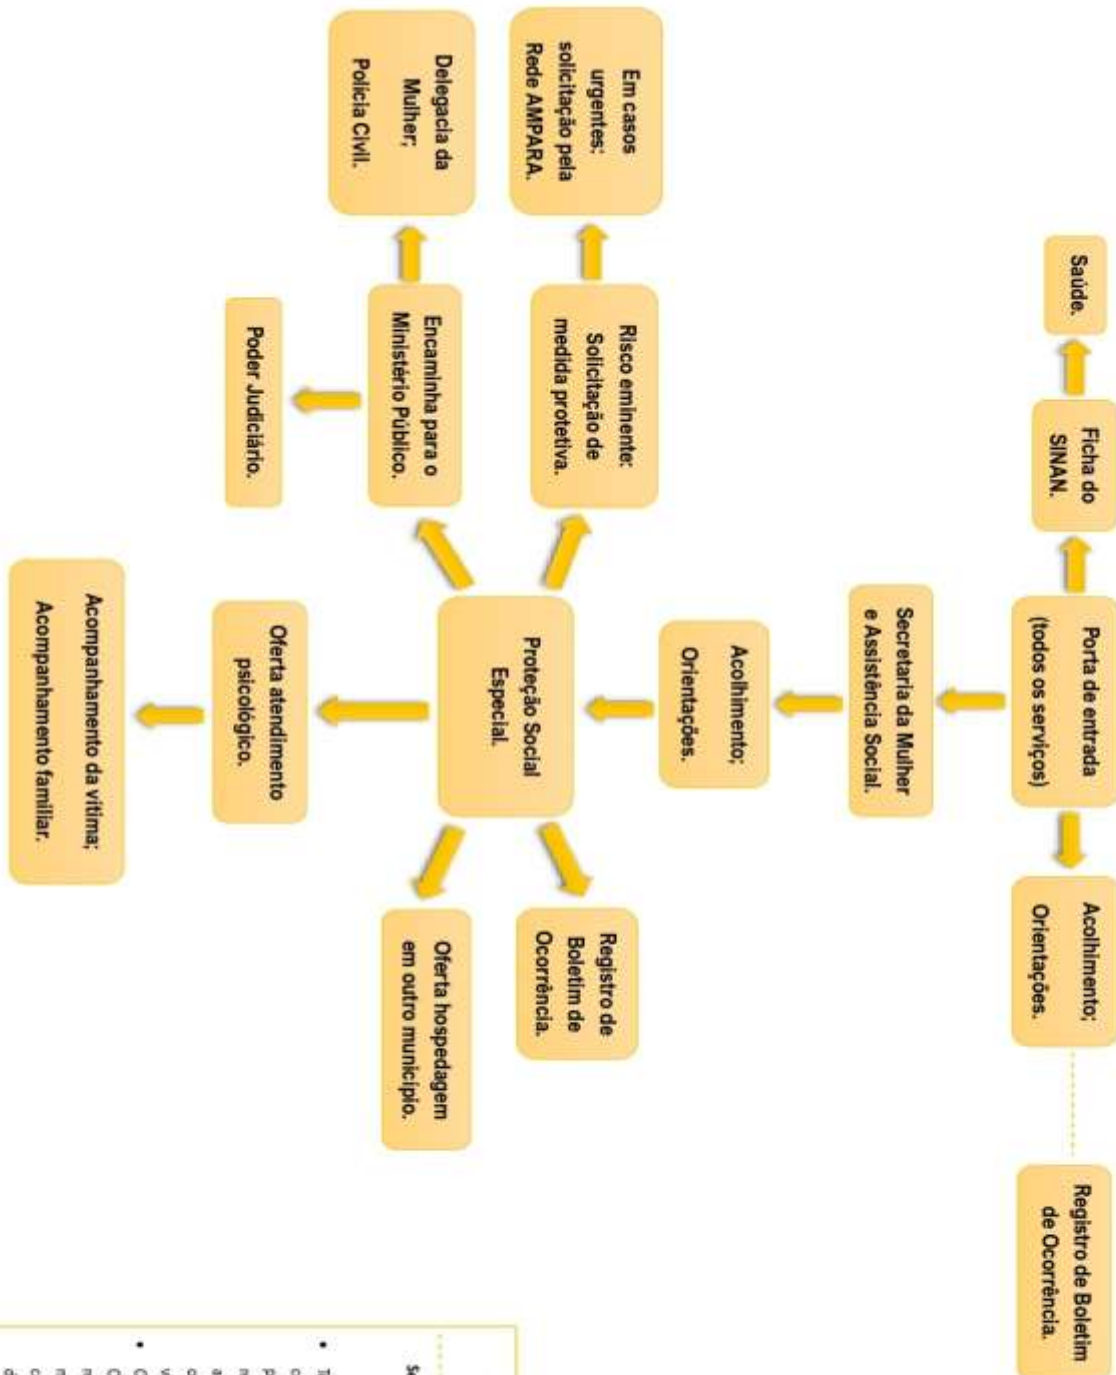 Saúde.
Ficha do
SINAN.
Porta de entrada
(todos os serviços)
Acolhimento;
Orientações.
Registro de Boletim
de Ocorrência.
Secretaria da Mulher
e Assistência Social.
Acolhimento;
Orientações.
Em casos
urgentes:
solicitação pela
Rede AMPARA.
Risco eminente:
Solicitação de
medida protetiva.
Proteção Social
Especial.
Registro de
Boletim de
Ocorrência.
Delegacia da
Mulher;
Polícia Civil.
Encaminha para o
Ministério Público.
Oferta hospedagem
em outro município.
Poder Judiciário.
Oferta atendimento
psicológico.
Acompanhamento da vítima;
Acompanhamento familiar.